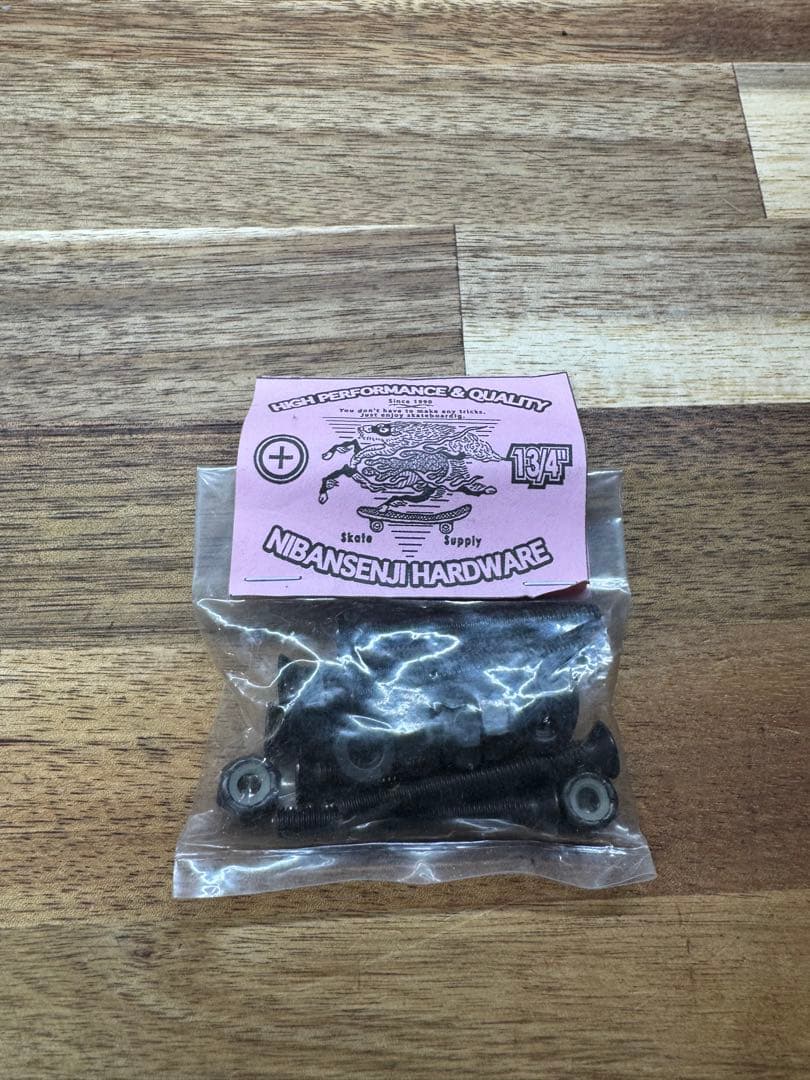 HIGH PERFORMANCE & QUALITY
Since 1990
You don't have to make any tricks.
Just enjoy skateboardig.
1 3/4"
Skate Supply
NIBANSENJI HARDWARE